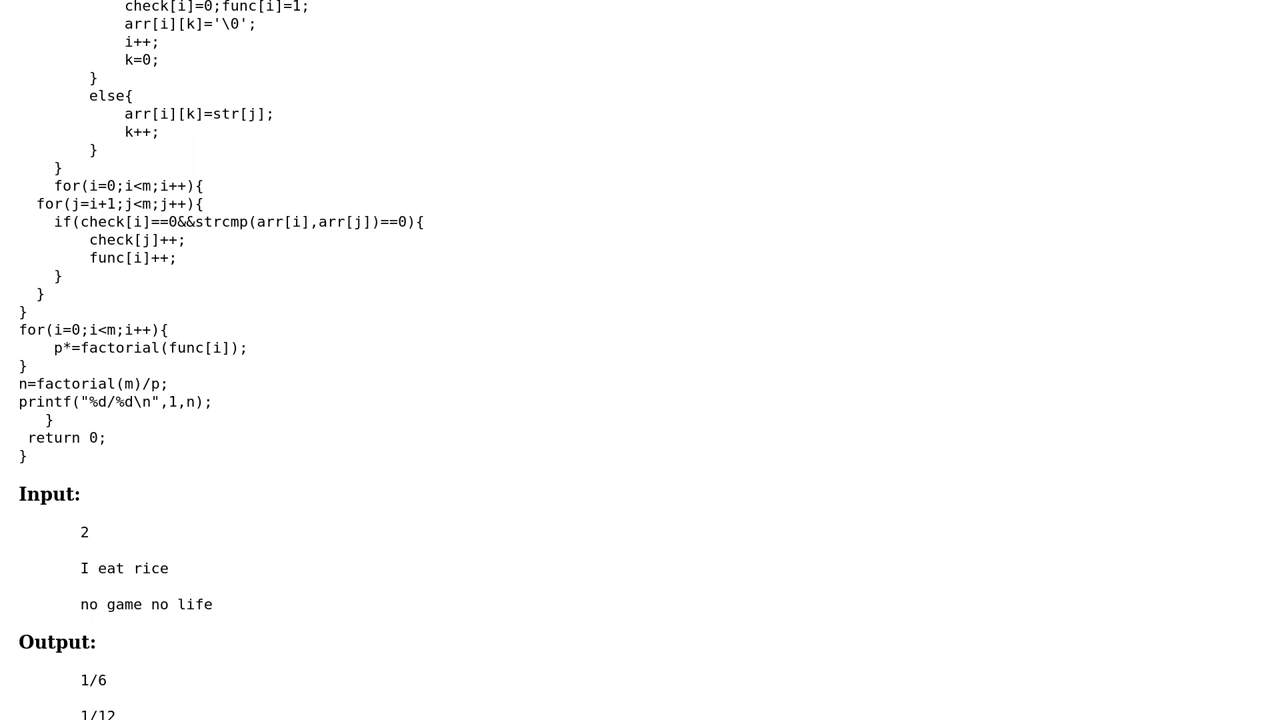 check[i]=0;func[i]=1;
            arr[i][k]='\0';
            i++;
            k=0;
        }
        else{
            arr[i][k]=str[j];
            k++;
        }
    }
    for(i=0;i<m;i++){
  for(j=i+1;j<m;j++){
    if(check[i]==0&&strcmp(arr[i],arr[j])==0){
        check[j]++;
        func[i]++;
    }
  }
}
for(i=0;i<m;i++){
    p*=factorial(func[i]);
}
n=factorial(m)/p;
printf("%d/%d\n",1,n);
   }
 return 0;
}
Input:
2
I eat rice
no game no life
Output:
1/6
1/12